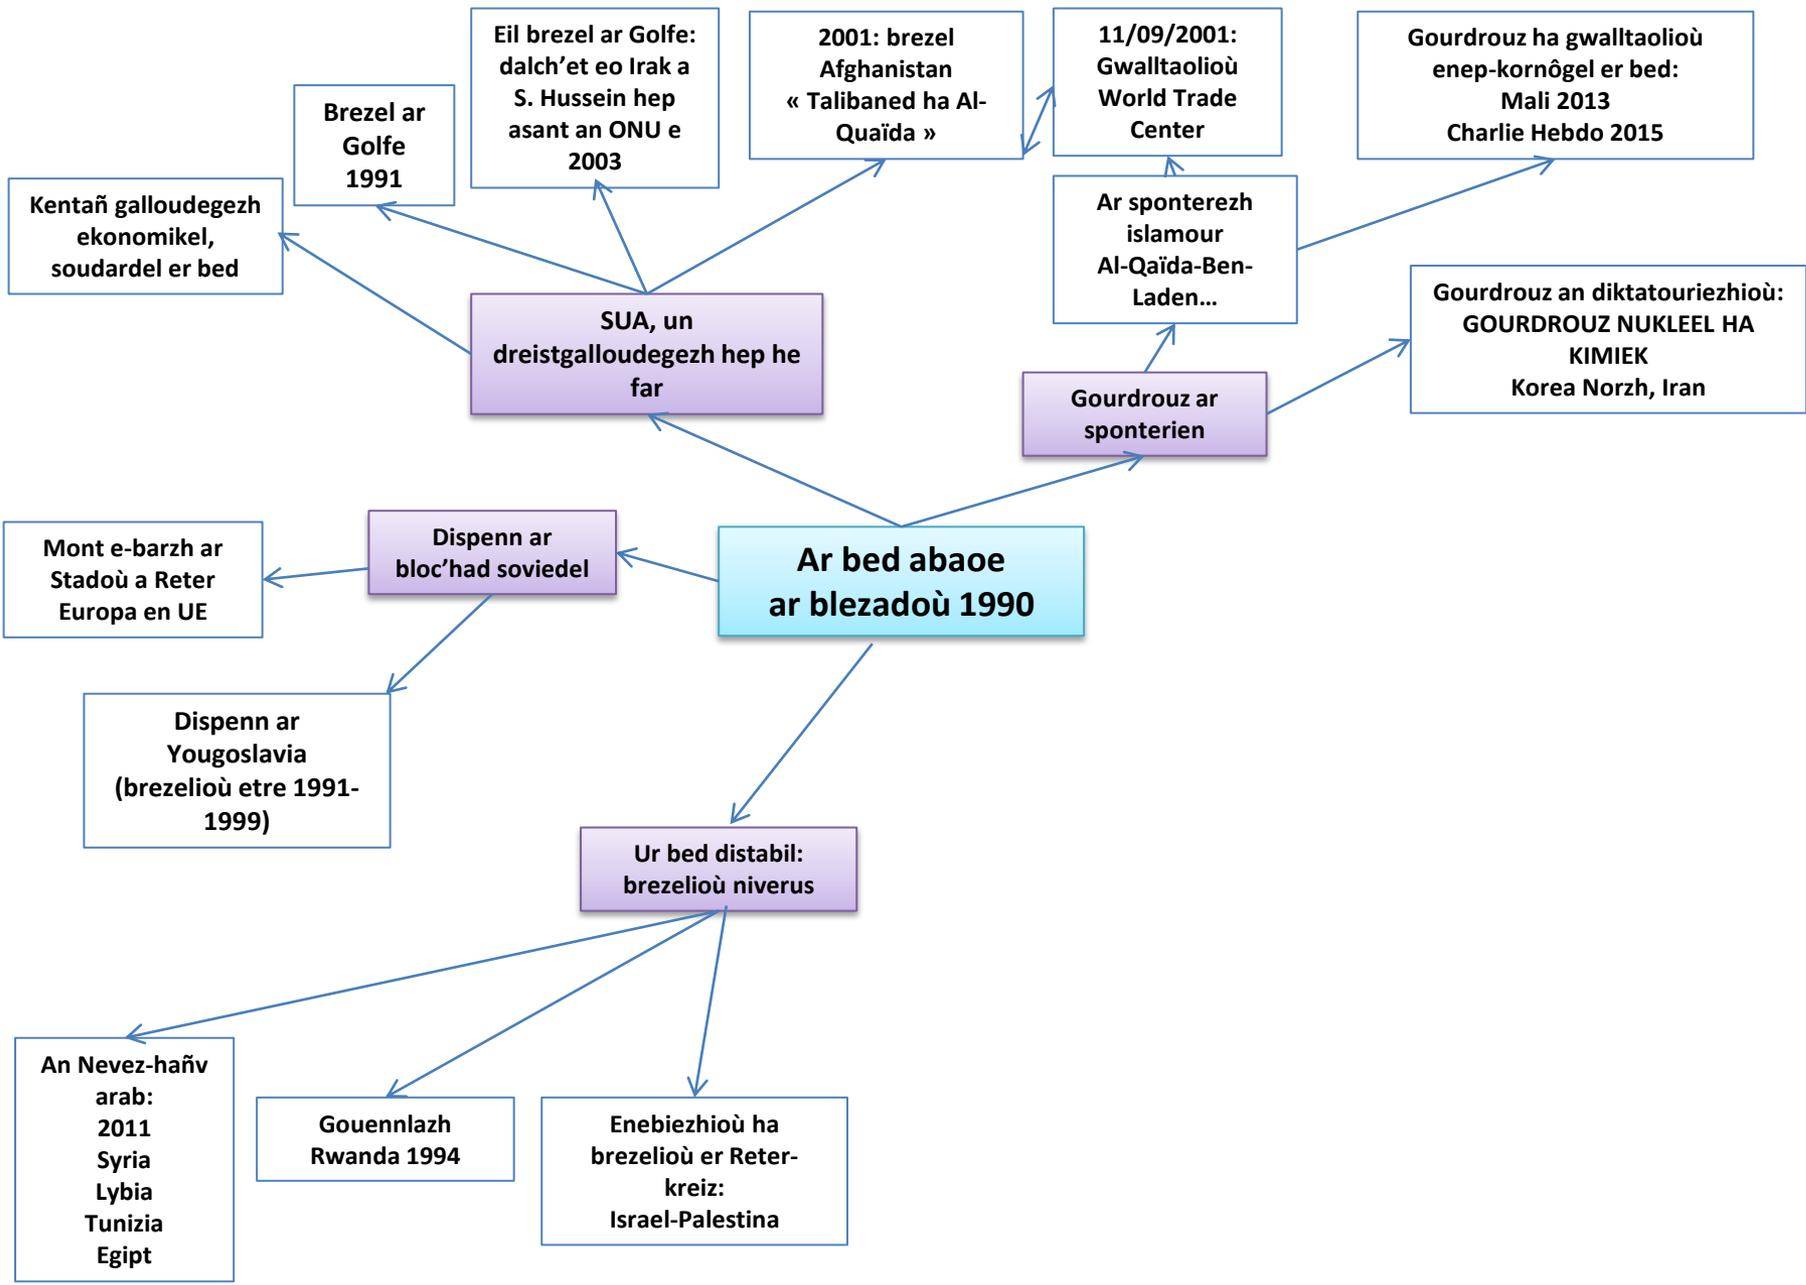 Eil brezel ar Golfe:
dalch’et eo Irak a
S. Hussein hep
asant an ONU e
2003
2001: brezel
Afghanistan
« Talibaned ha Al-
Quaïda »
11/09/2001:
Gwalltaolioù
World Trade
Center
Gourdrouz ha gwalltaolioù
enep-kornôgel er bed:
Mali 2013
Charlie Hebdo 2015
Brezel ar
Golfe
1991
Kentañ galloudegezh
ekonomikel,
soudardel er bed
Ar sponterezh
islamour
Al-Qaïda-Ben-
Laden…
Gourdrouz an diktatouriezhioù:
GOURDROUZ NUKLEEL HA
KIMIEK
Korea Norzh, Iran
SUA, un
dreistgalloudegezh hep he
far
Gourdrouz ar
sponterien
Mont e-barzh ar
Stadoù a Reter
Europa en UE
Dispenn ar
bloc’had soviedel
Ar bed abaoe
ar blezadoù 1990
Dispenn ar
Yougoslavia
(brezelioù etre 1991-
1999)
Ur bed distabil:
brezelioù niverus
An Nevez-hañv
arab:
2011
Syria
Lybia
Tunizia
Egipt
Gouennlazh
Rwanda 1994
Enebiezhioù ha
brezelioù er Reter-
kreiz:
Israel-Palestina